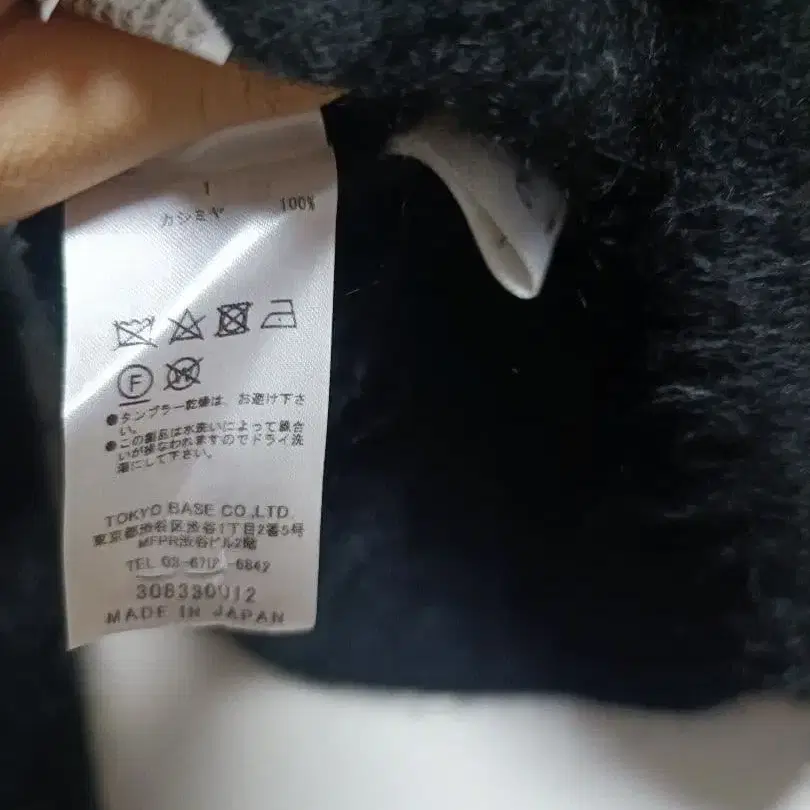 1
カシミヤ 100%
F
W
●タンブラー乾燥は、お避け下さ
い。
●この製品は水洗いによって風合
いが損なわれますのでドライ洗
濯にして下さい。
TOKYO BASE CO.,LTD.
東京都渋谷区渋谷1丁目2番5号
MFPR渋谷ビル2階
TEL 03-6712-6842
308330012
MADE IN JAPAN